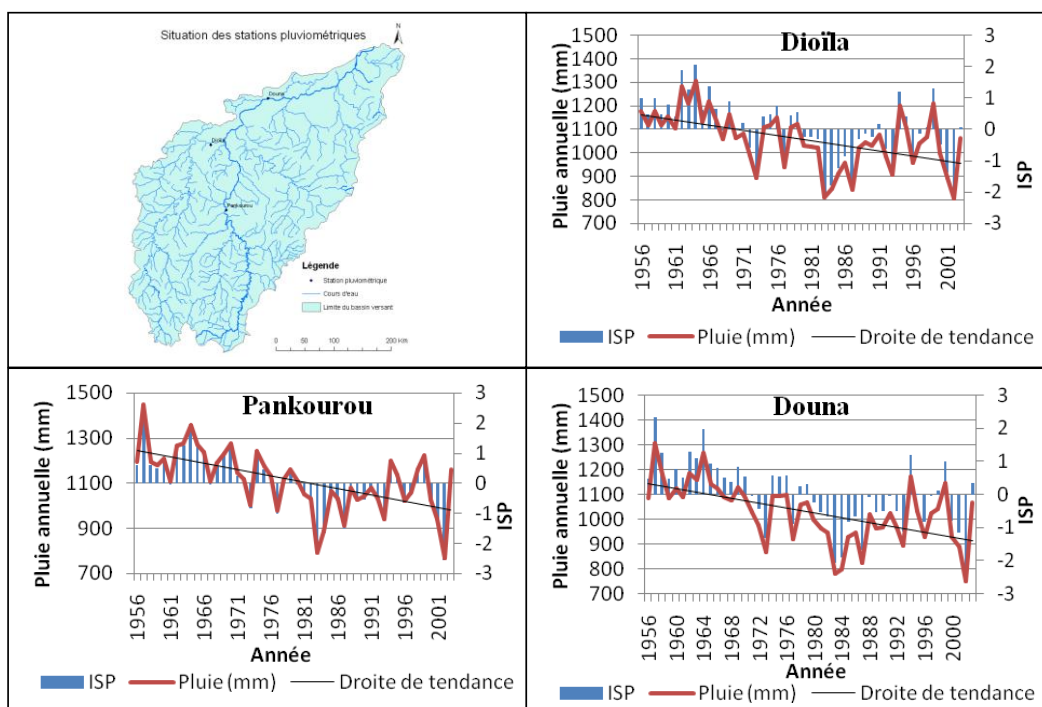 Situation des stations pluviométriques
N
Douna
Dioïla
Pankourou
Légende
Station pluviométrique
Cours d'eau
Limite du bassin versant
0 50 100 200 Km
Dioïla
Pluie annuelle (mm)
1500
1400
1300
1200
1100
1000
900
800
700
3
2
1
0
-1
-2
-3
ISP
1956 1961 1966 1971 1976 1981 1986 1991 1996 2001
Année
ISP Pluie (mm) Droite de tendance
Pankourou
Pluie annuelle (mm)
1500
1300
1100
900
700
3
2
1
0
-1
-2
-3
ISP
1956 1961 1966 1971 1976 1981 1986 1991 1996 2001
Année
ISP Pluie (mm) Droite de tendance
Douna
Pluie annuelle (mm)
1500
1400
1300
1200
1100
1000
900
800
700
3
2
1
0
-1
-2
-3
ISP
1956 1960 1964 1968 1972 1976 1980 1984 1988 1992 1996 2000
Année
ISP Pluie (mm) Droite de tendance